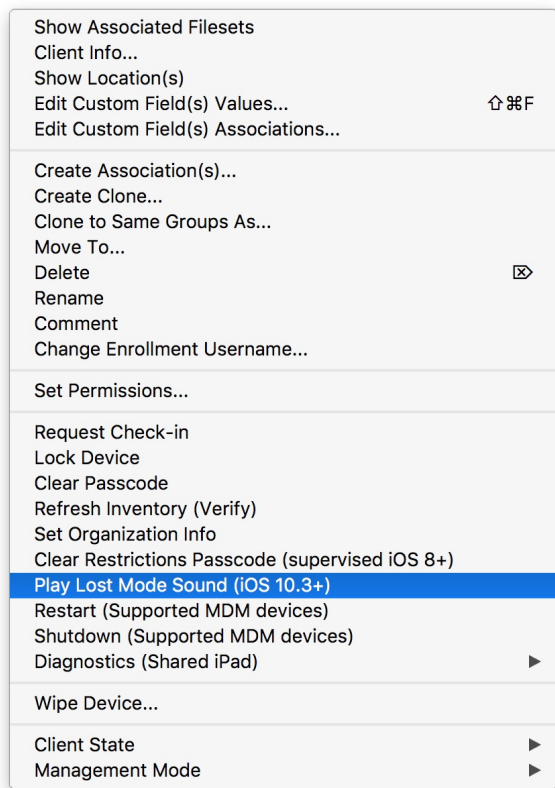 Show Associated Filesets
Client Info...
Show Location(s)
Edit Custom Field(s) Values... ⇧⌘F
Edit Custom Field(s) Associations...
Create Association(s)...
Create Clone...
Clone to Same Groups As...
Move To...
Delete ⌦
Rename
Comment
Change Enrollment Username...
Set Permissions...
Request Check-in
Lock Device
Clear Passcode
Refresh Inventory (Verify)
Set Organization Info
Clear Restrictions Passcode (supervised iOS 8+)
Play Lost Mode Sound (iOS 10.3+)
Restart (Supported MDM devices)
Shutdown (Supported MDM devices)
Diagnostics (Shared iPad)
Wipe Device...
Client State
Management Mode